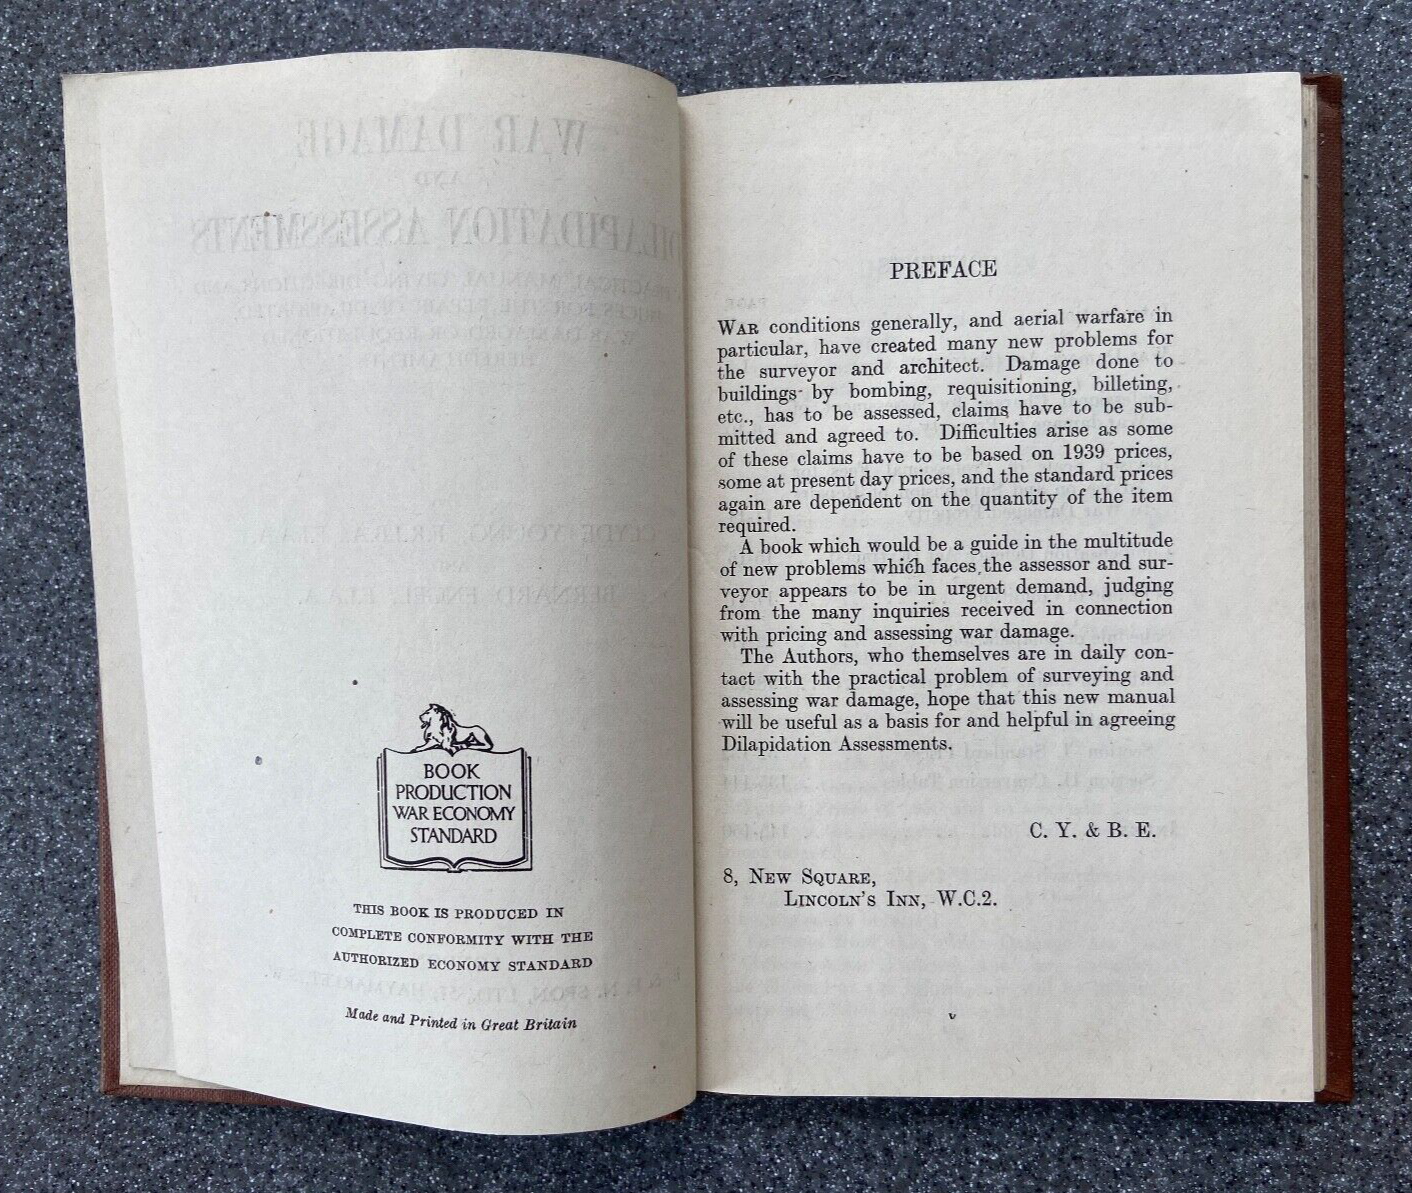 BOOK
PRODUCTION
WAR ECONOMY
STANDARD
THIS BOOK IS PRODUCED IN
COMPLETE CONFORMITY WITH THE
AUTHORIZED ECONOMY STANDARD
Made and Printed in Great Britain
PREFACE
WAR conditions generally, and aerial warfare in
particular, have created many new problems for
the surveyor and architect. Damage done to
buildings by bombing, requisitioning, billeting,
etc., has to be assessed, claims have to be sub-
mitted and agreed to. Difficulties arise as some
of these claims have to be based on 1939 prices,
some at present day prices, and the standard prices
again are dependent on the quantity of the item
required.
A book which would be a guide in the multitude
of new problems which faces the assessor and sur-
veyor appears to be in urgent demand, judging
from the many inquiries received in connection
with pricing and assessing war damage.
The Authors, who themselves are in daily con-
tact with the practical problem of surveying and
assessing war damage, hope that this new manual
will be useful as a basis for and helpful in agreeing
Dilapidation Assessments.
C. Y. & B. E.
8, NEW SQUARE,
LINCOLN'S INN, W.C.2.
v